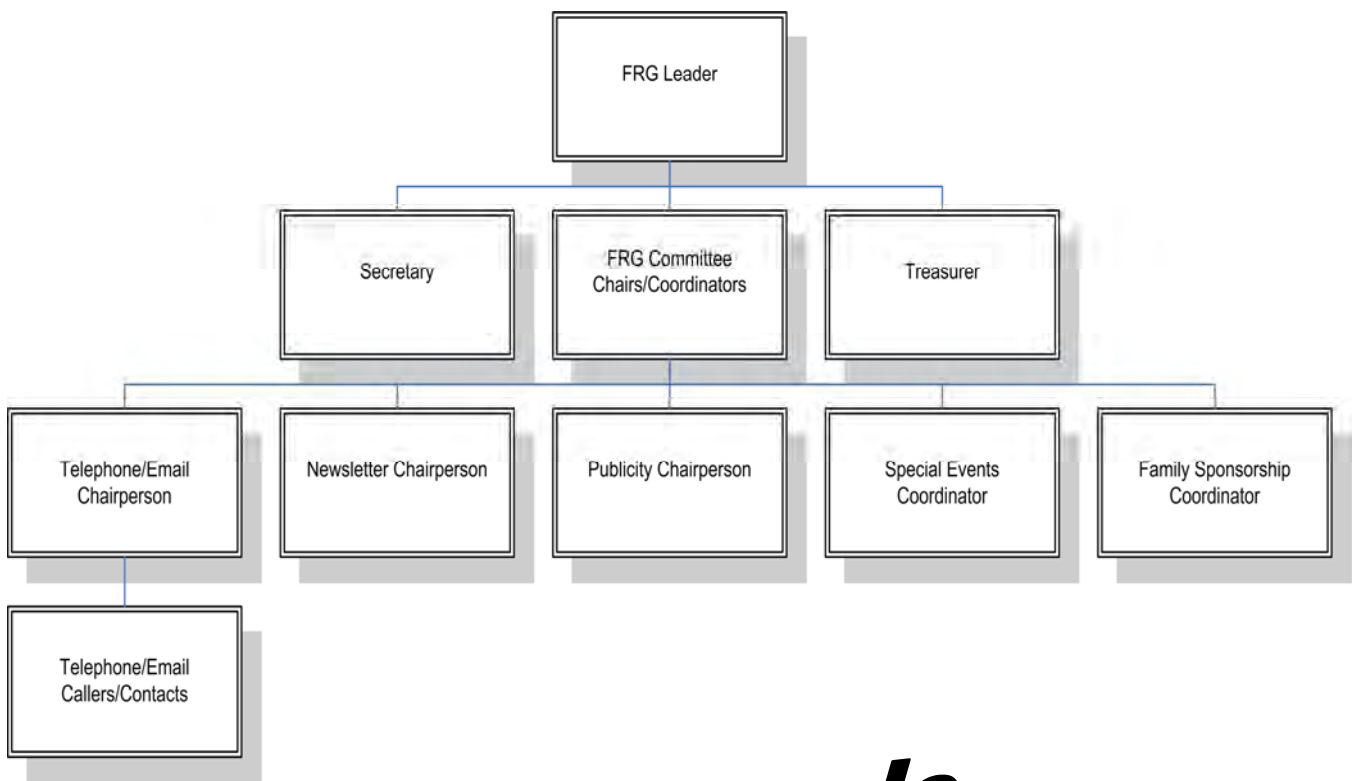 FRG Leader
Secretary
FRG Committee
Chairs/Coordinators
Treasurer
Telephone/Email
Chairperson
Newsletter Chairperson
Publicity Chairperson
Special Events
Coordinator
Family Sponsorship
Coordinator
Telephone/Email
Callers/Contacts